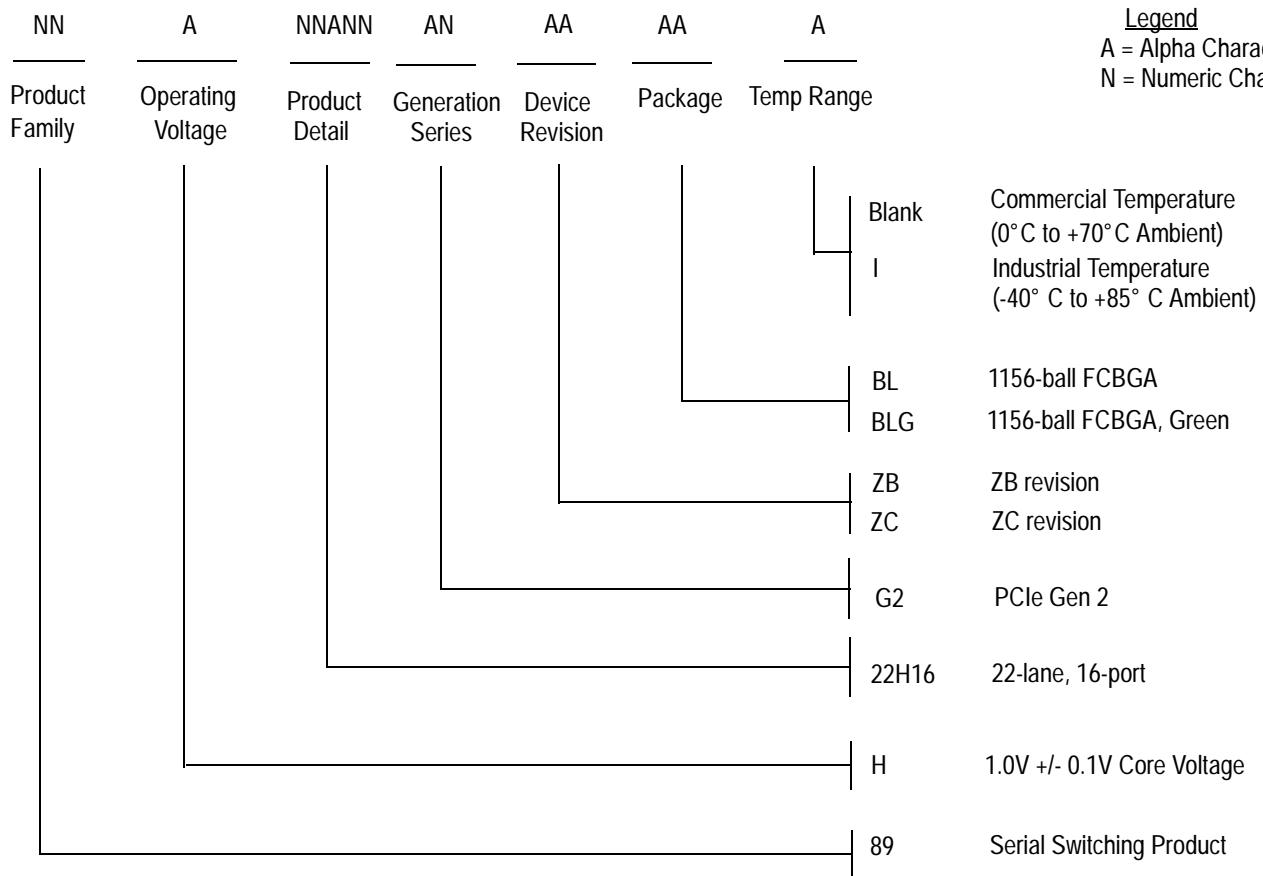 NN A NNANN AN AA AA A
Legend
A = Alpha
N = Numeric
Product Family
Operating Voltage
Product Detail
Generation Series
Device Revision
Package
Temp Range
Blank Commercial Temperature
(0°C to +70°C Ambient)
I Industrial Temperature
(-40° C to +85° C Ambient)
BL 1156-ball FCBGA
BLG 1156-ball FCBGA, Green
ZB ZB revision
ZC ZC revision
G2 PCIe Gen 2
22H16 22-lane, 16-port
H 1.0V +/- 0.1V Core Voltage
89 Serial Switching Product